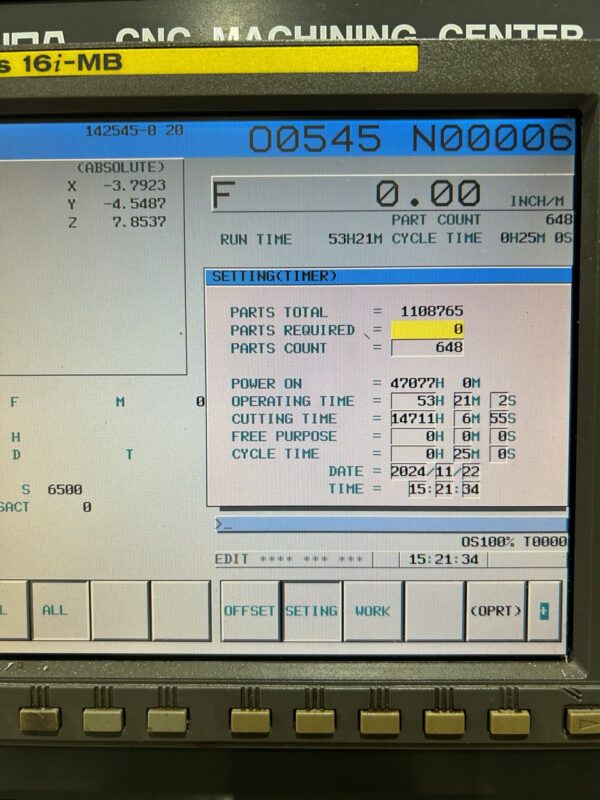 CNC MACHINING CENTER
s 16i-MB
142545-0 20
O0545 N00006
(ABSOLUTE)
X -3.7923
Y -4.5487
Z 7.8537
F 0.00 INCH/M
PART COUNT 648
RUN TIME 53H21M CYCLE TIME 0H25M 0S
SETTING(TIMER)
PARTS TOTAL = 1108765
PARTS REQUIRED = 0
PARTS COUNT = 648
POWER ON = 47077H 0M
OPERATING TIME = 53H 21M 2S
CUTTING TIME = 14711H 6M 55S
FREE PURPOSE = 0H 0M 0S
CYCLE TIME = 0H 25M 0S
DATE = 2024/11/22
TIME = 15:21:34
F M 0
H
D T
S 6500
SACT 0
>_
OS100% T0000
EDIT **** *** *** 15:21:34
L ALL OFFSET SETING WORK (OPRT) +